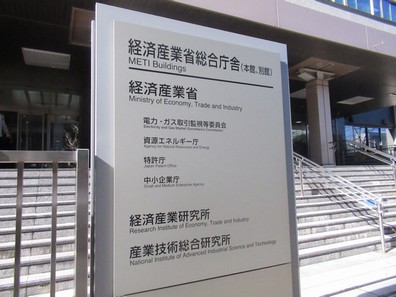 経済産業省総合庁舎(本館,別館)
METI Buildings
経済産業省
Ministry of Economy, Trade and Industry
電力・ガス取引監視等委員会
Electricity and Gas Market Surveillance Commission
資源エネルギー庁
Agency for Natural Resources and Energy
特許庁
Japan Patent Office
中小企業庁
Small and Medium Enterprise Agency
経済産業研究所
Research Institute of Economy, Trade and Industry
産業技術総合研究所
National Institute of Advanced Industrial Science and Technology